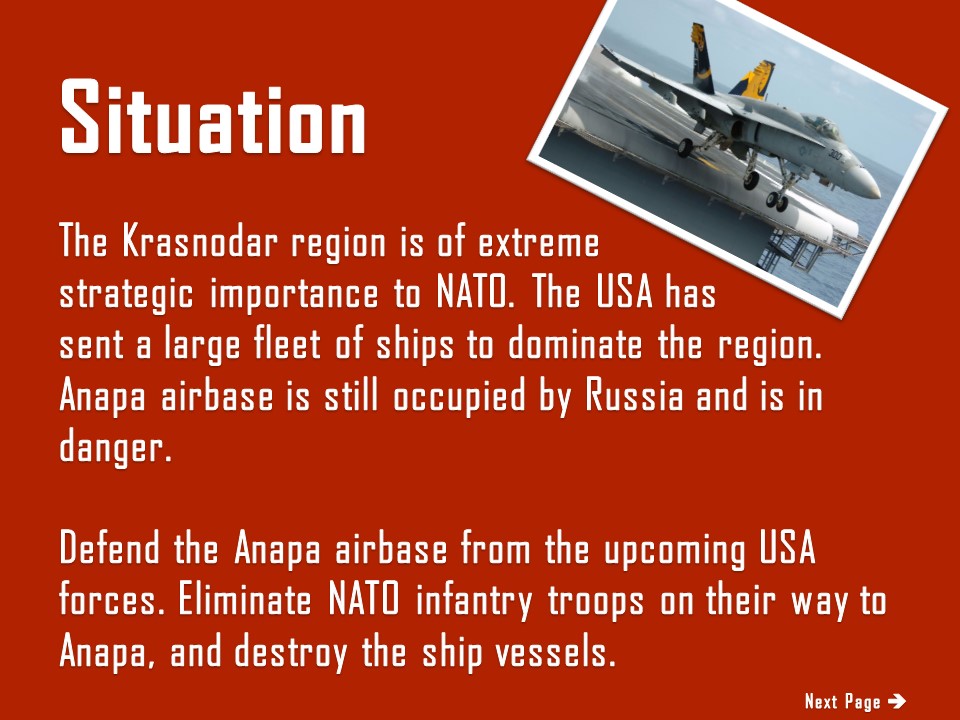 Situation
The Krasnodar region is of extreme
strategic importance to NATO. The USA has
sent a large fleet of ships to dominate the region.
Anapa airbase is still occupied by Russia and is in
danger.
Defend the Anapa airbase from the upcoming USA
forces. Eliminate NATO infantry troops on their way to
Anapa, and destroy the ship vessels.
Next Page →